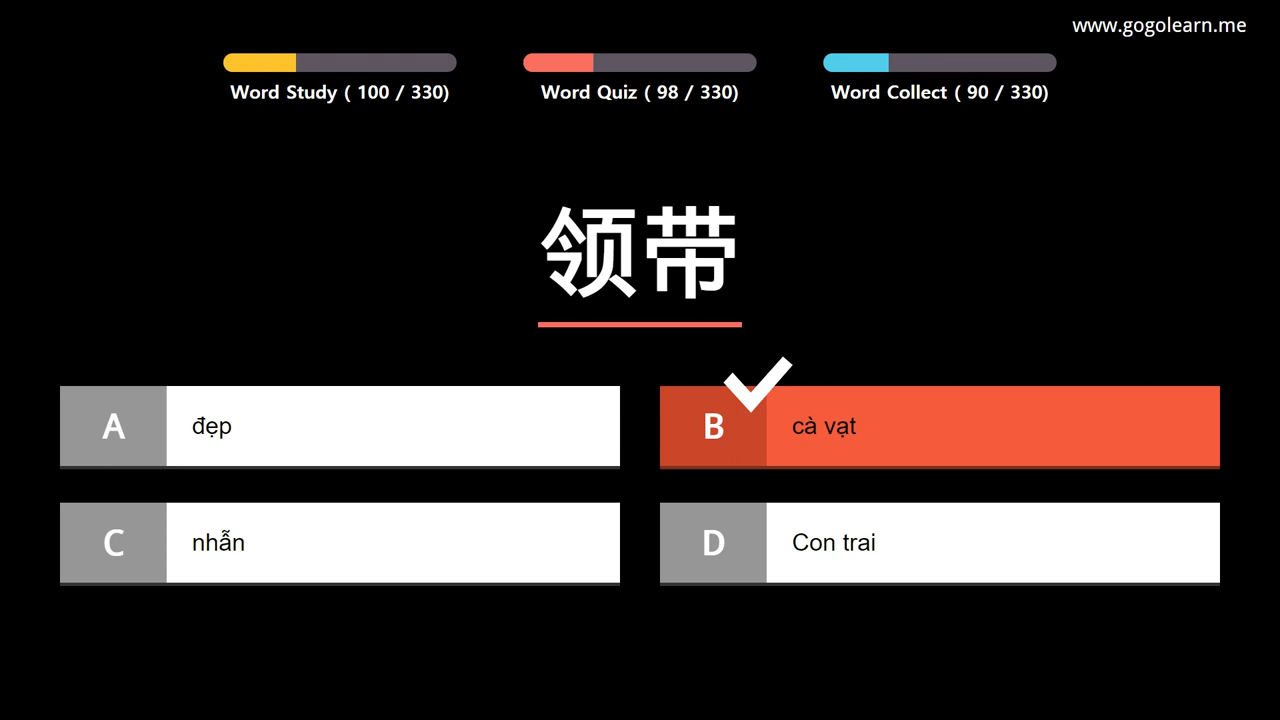 www.gogolearn.me
Word Study ( 100 / 330)
Word Quiz ( 98 / 330)
Word Collect ( 90 / 330)
领带
A đẹp
B cà vạt
C nhẫn
D Con trai